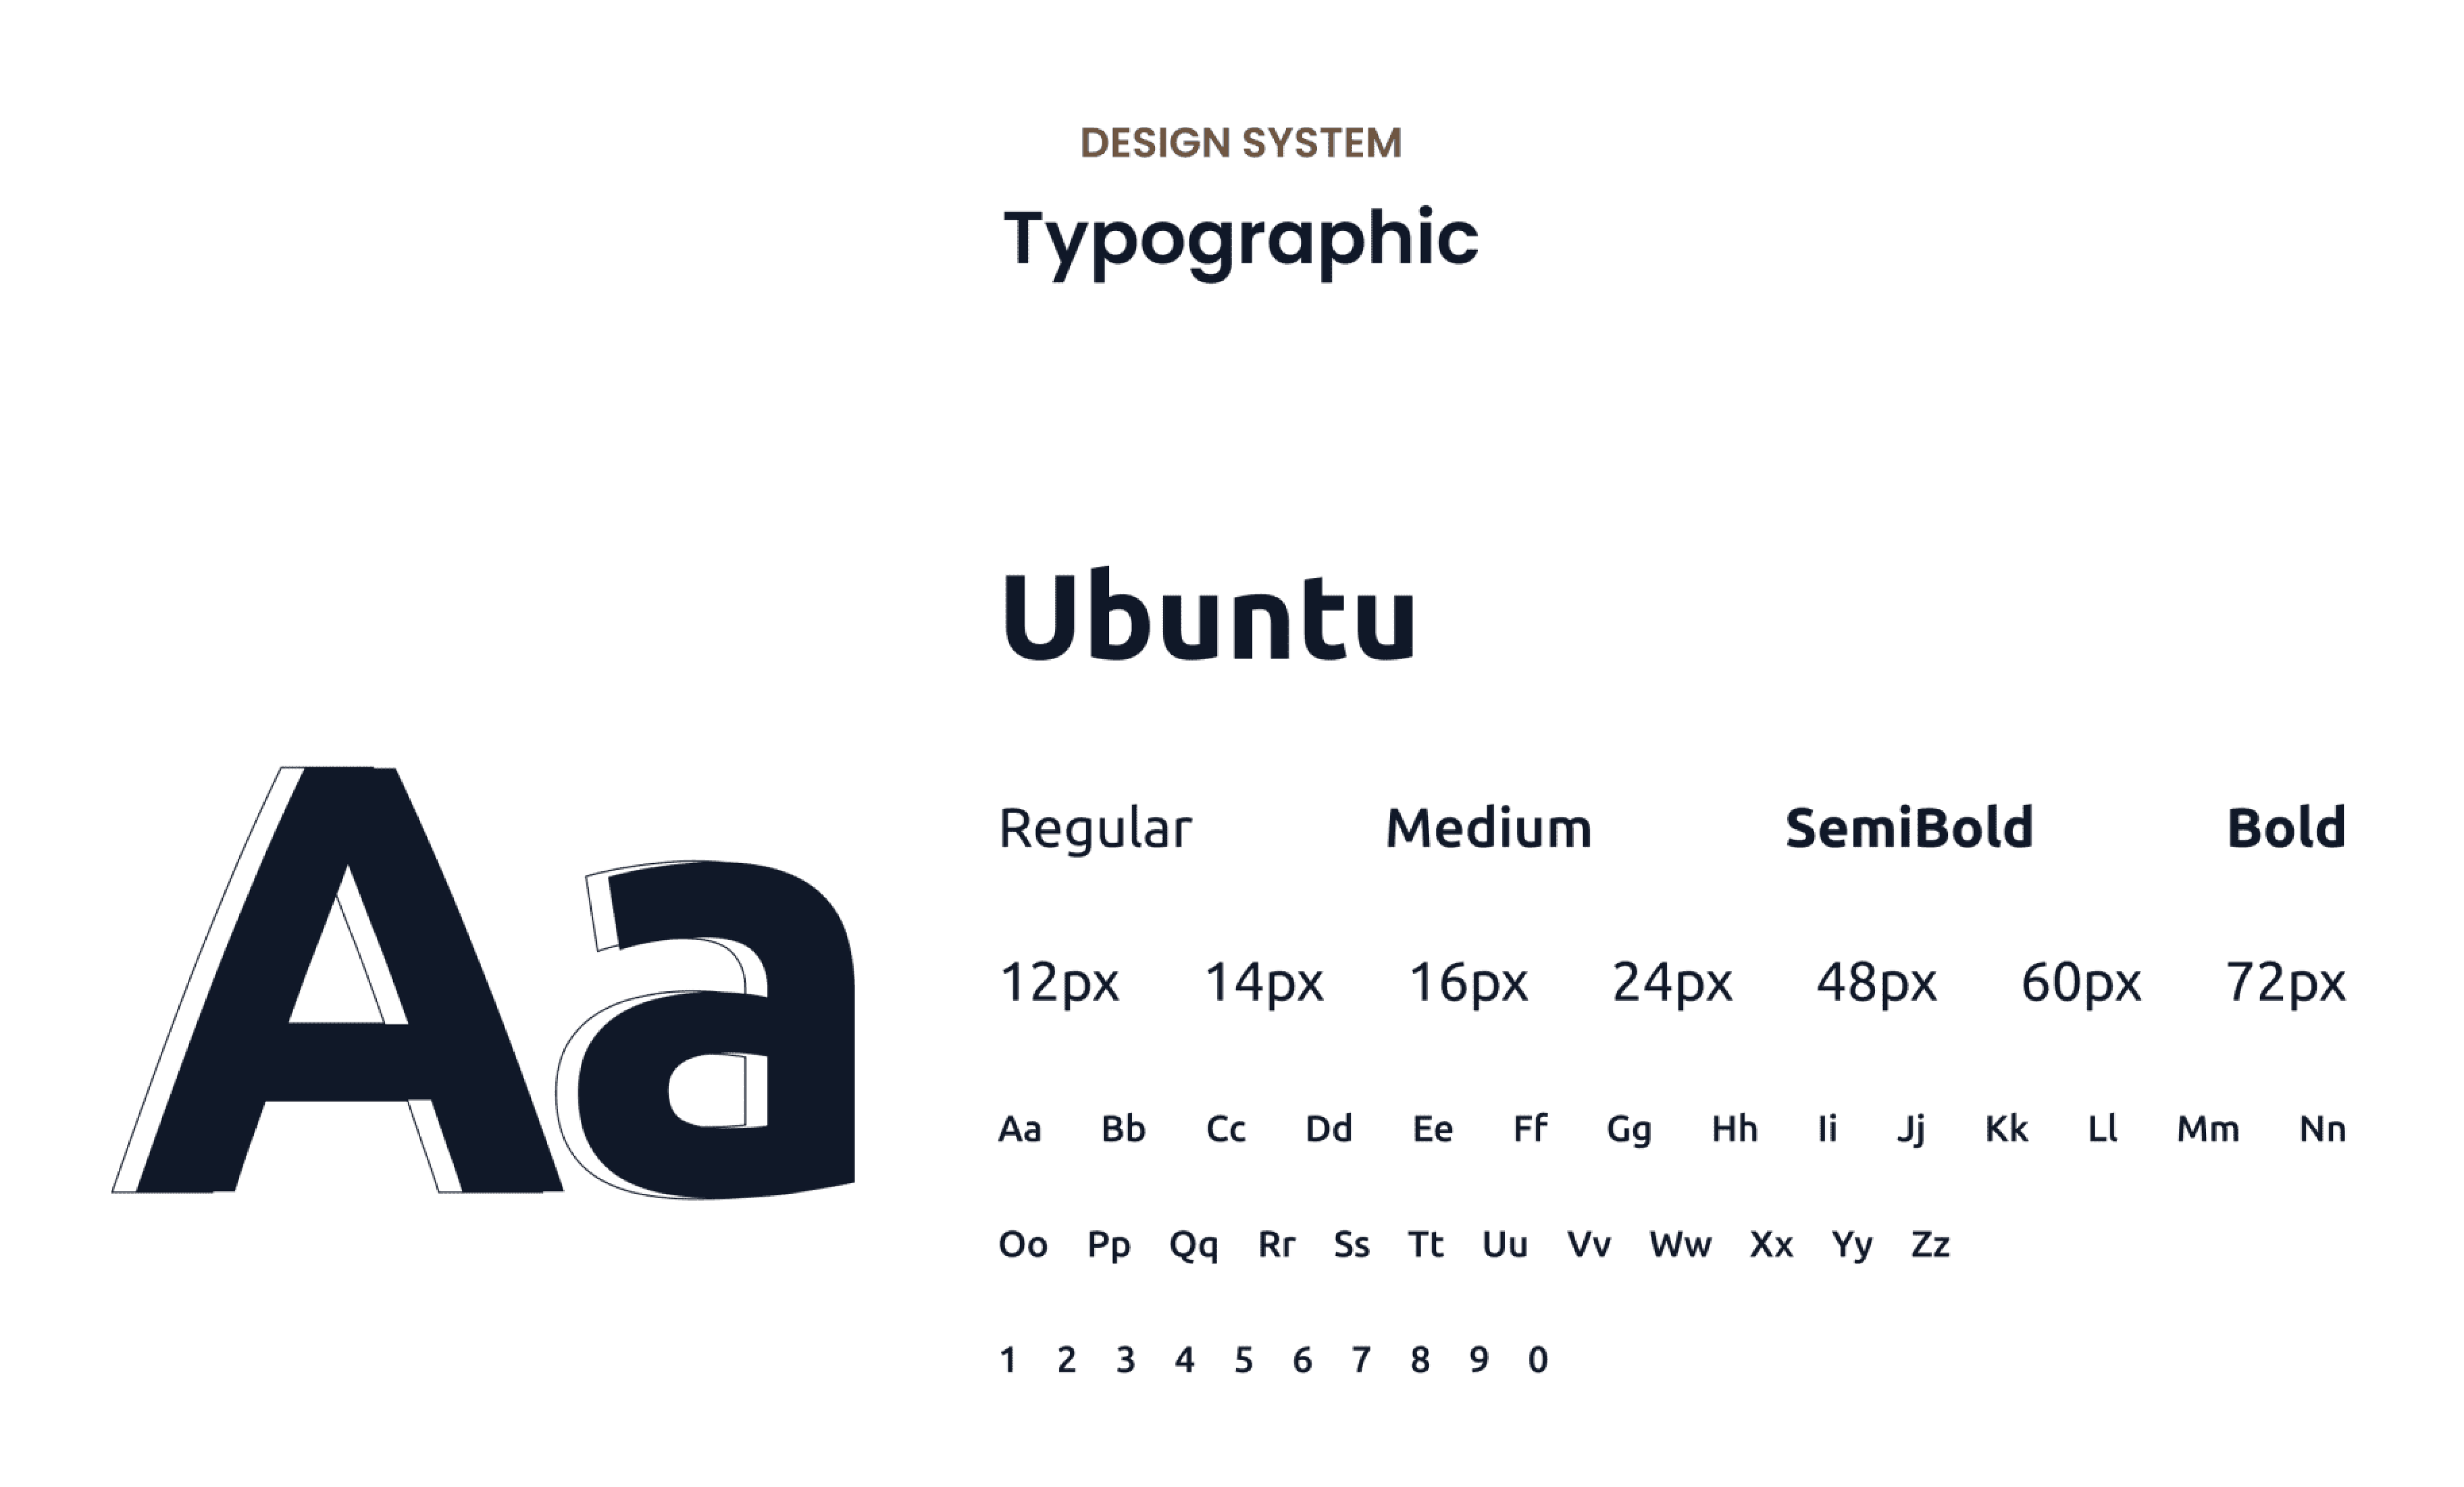 DESIGN SYSTEM
Typographic
Ubuntu
Aa
Regular Medium SemiBold Bold
12px 14px 16px 24px 48px 60px 72px
Aa Bb Cc Dd Ee Ff Gg Hh Ii Jj Kk Ll Mm Nn
Oo Pp Qq Rr Ss Tt Uu Vv Ww Xx Yy Zz
1 2 3 4 5 6 7 8 9 0